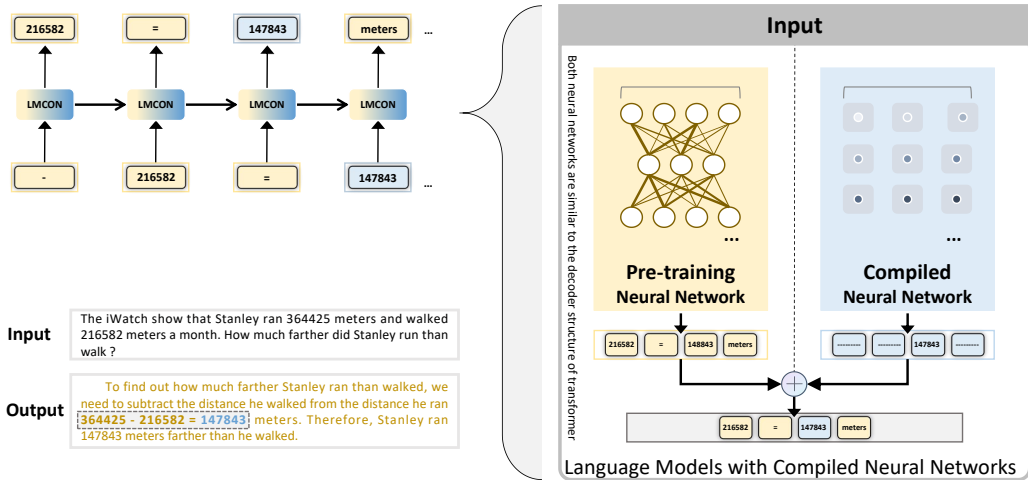 216582 = 147843 meters ...
LMCON LMCON LMCON LMCON
- 216582 = 147843 ...
Input
The iWatch show that Stanley ran 364425 meters and walked
216582 meters a month. How much farther did Stanley run than
walk ?
Output
To find out how much farther Stanley ran than walked, we
need to subtract the distance he walked from the distance he ran
364425 - 216582 = 147843 meters. Therefore, Stanley ran
147843 meters farther than he walked.
Input
Both neural networks are similar to the decoder structure of transformer
... ...
Pre-training
Neural Network
Compiled
Neural Network
216582 = 148843 meters
--------- --------- 147843 ---------
216582 = 147843 meters
Language Models with Compiled Neural Networks